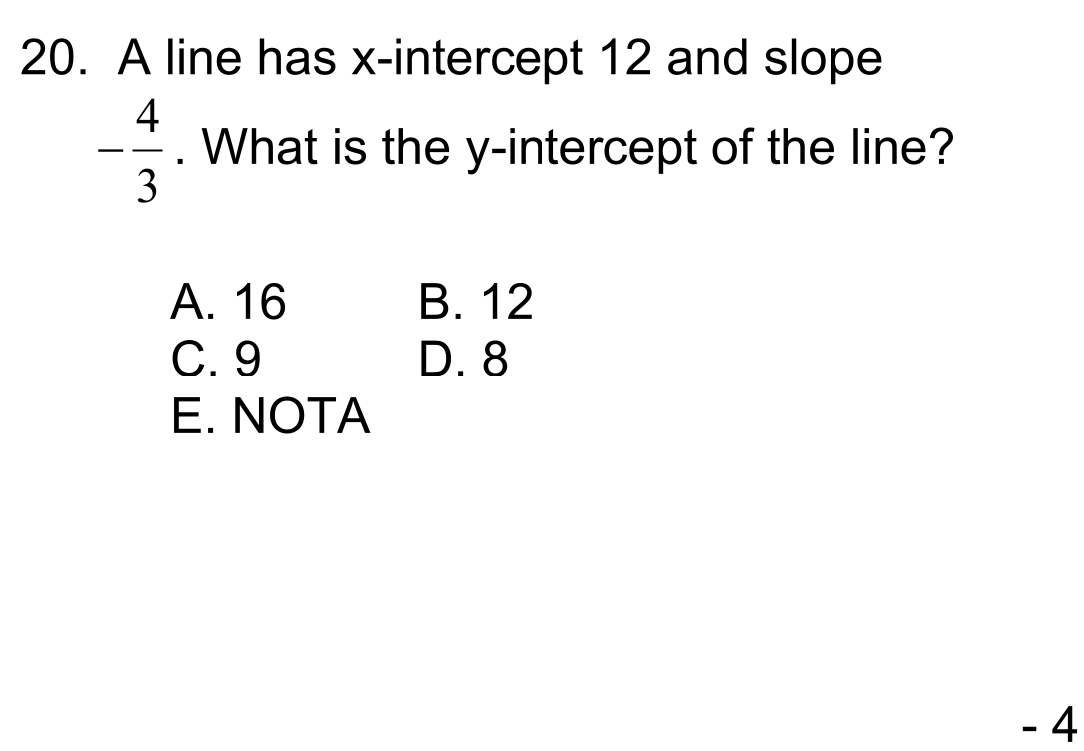 20. A line has x-intercept 12 and slope
$-\frac{4}{3}$. What is the y-intercept of the line?
A. 16 B. 12
C. 9 D. 8
E. NOTA
- 4